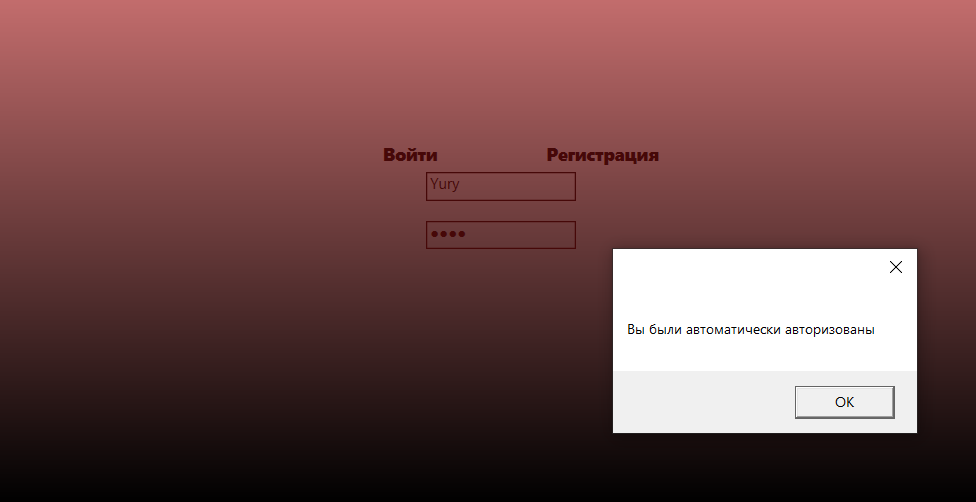 Войти Регистрация
Yury
••••
Вы были автоматически авторизованы
OK